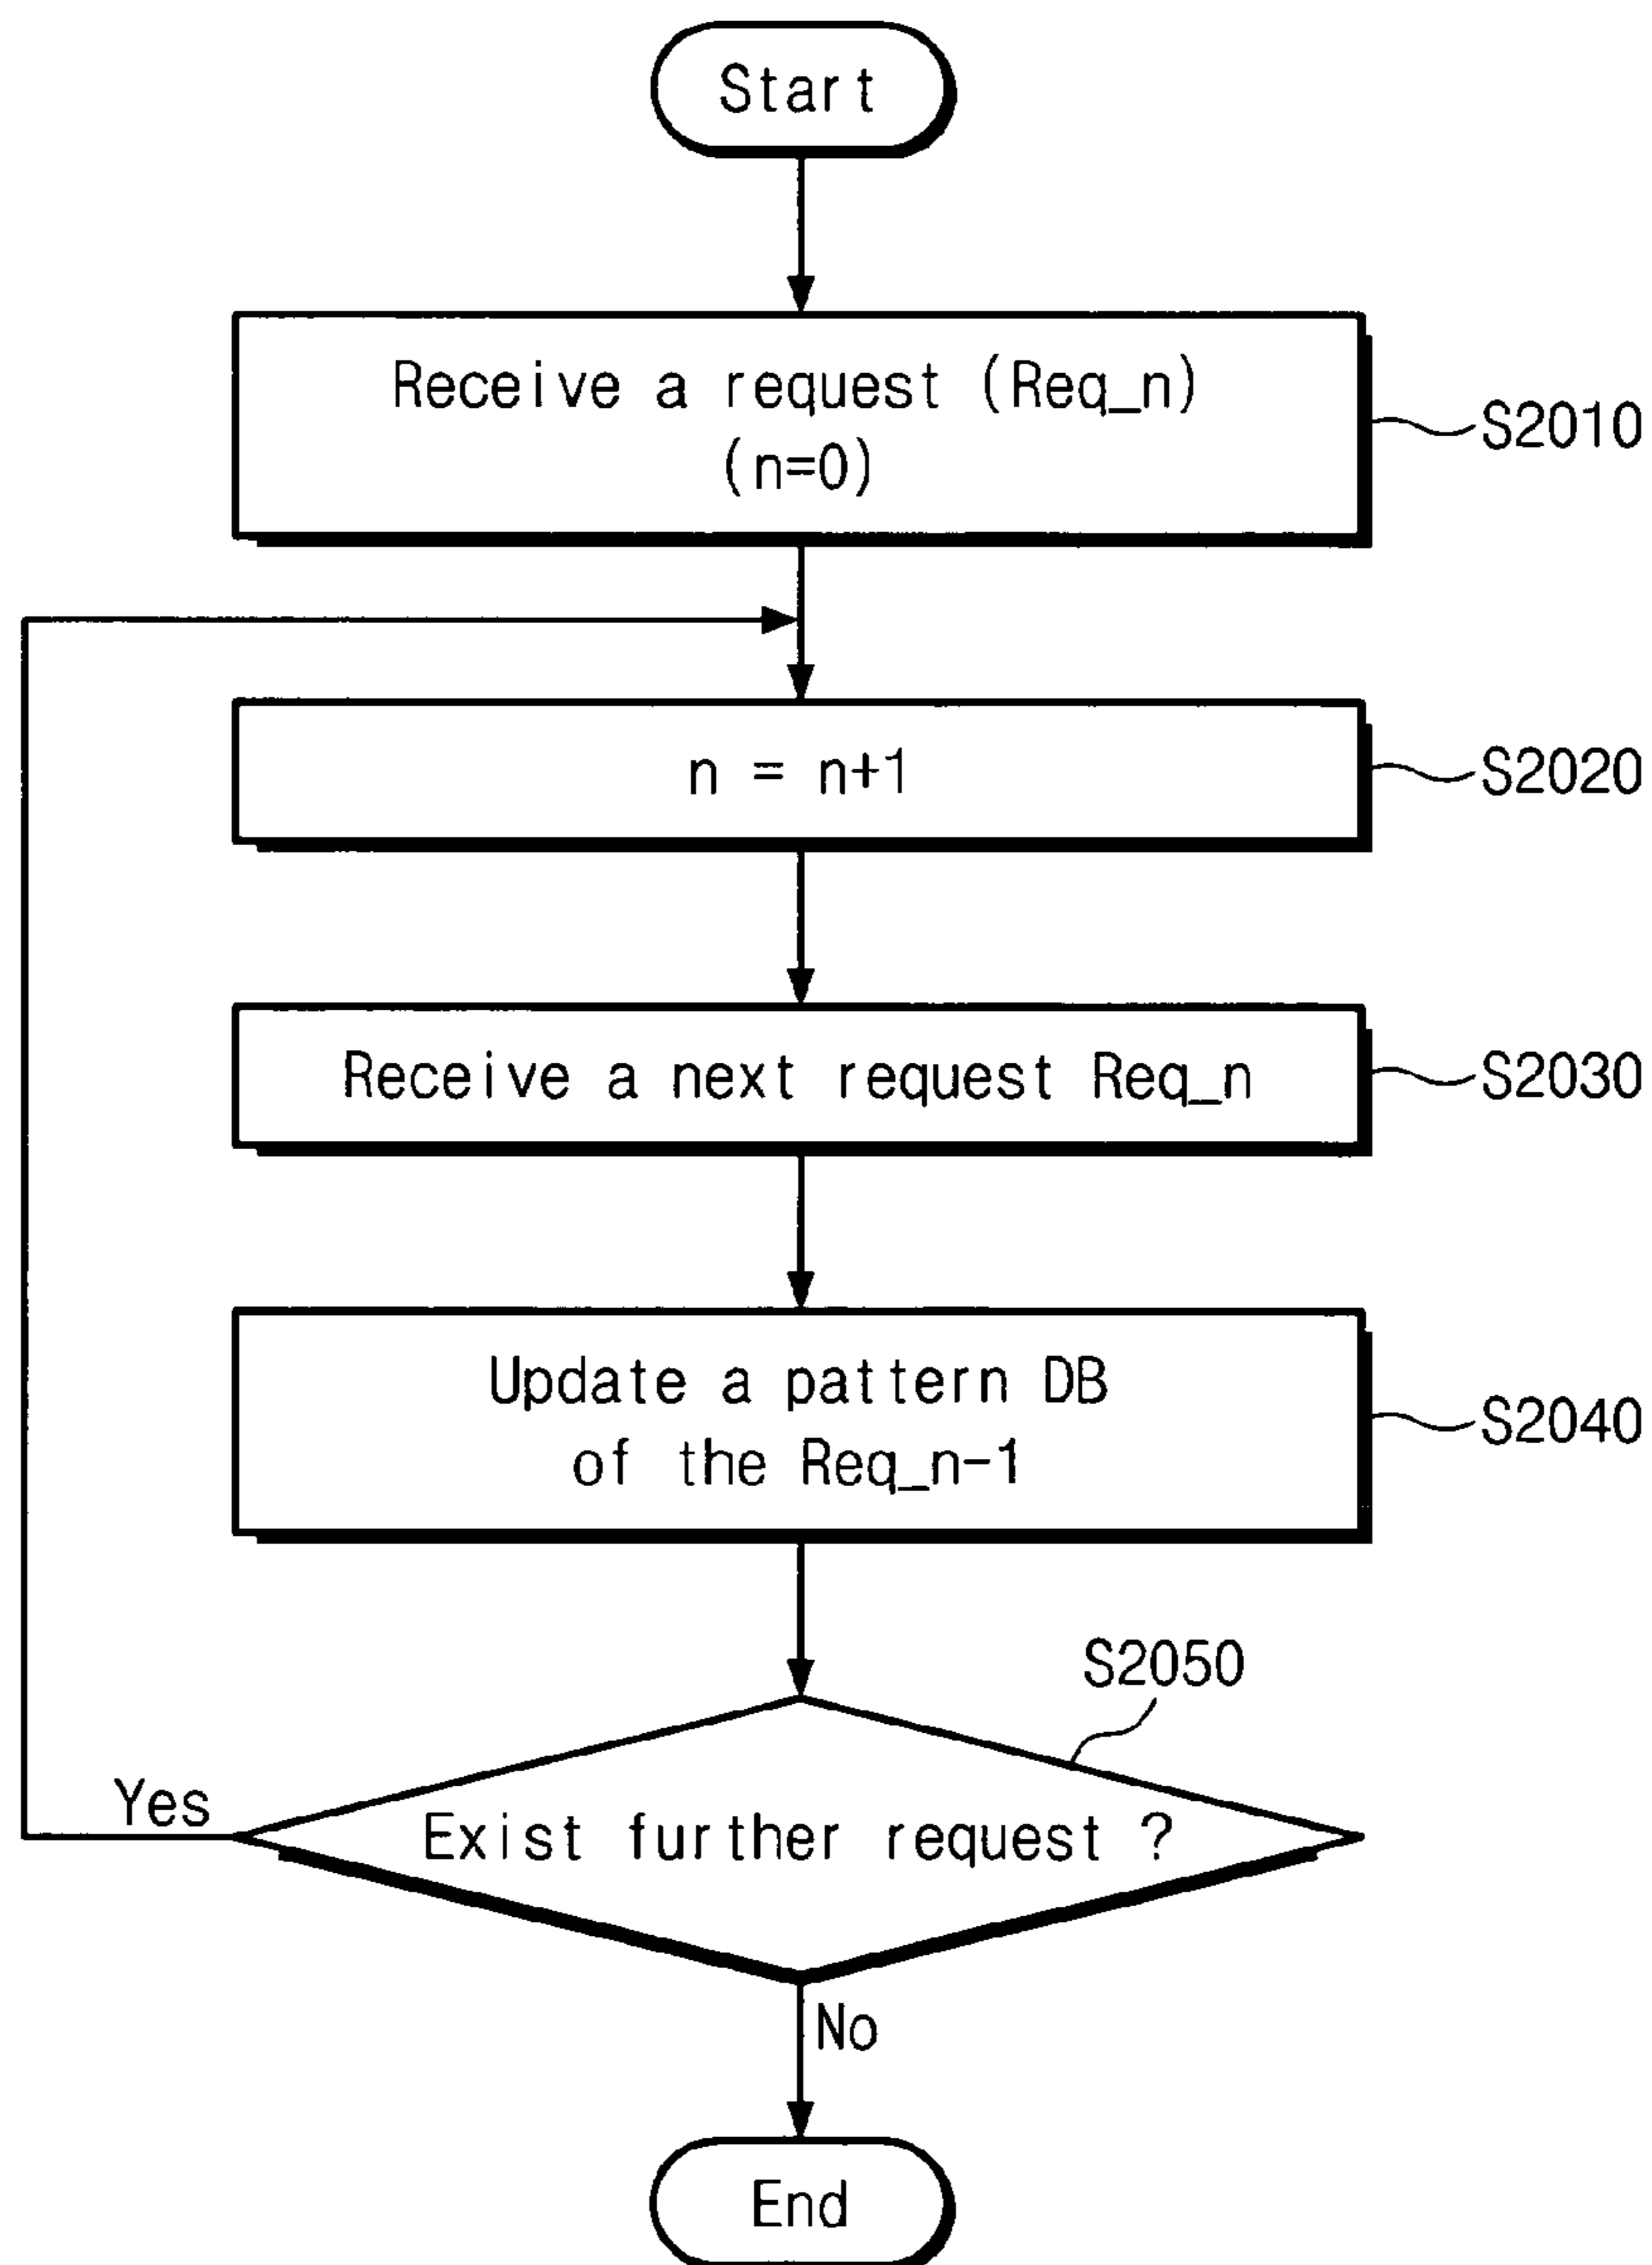 Start
Receive a request (Req_n)
(n=0)
S2010
n = n+1
S2020
Receive a next request Req_n
S2030
Update a pattern DB
of the Req_n-1
S2040
S2050
Yes
Exist further request ?
No
End